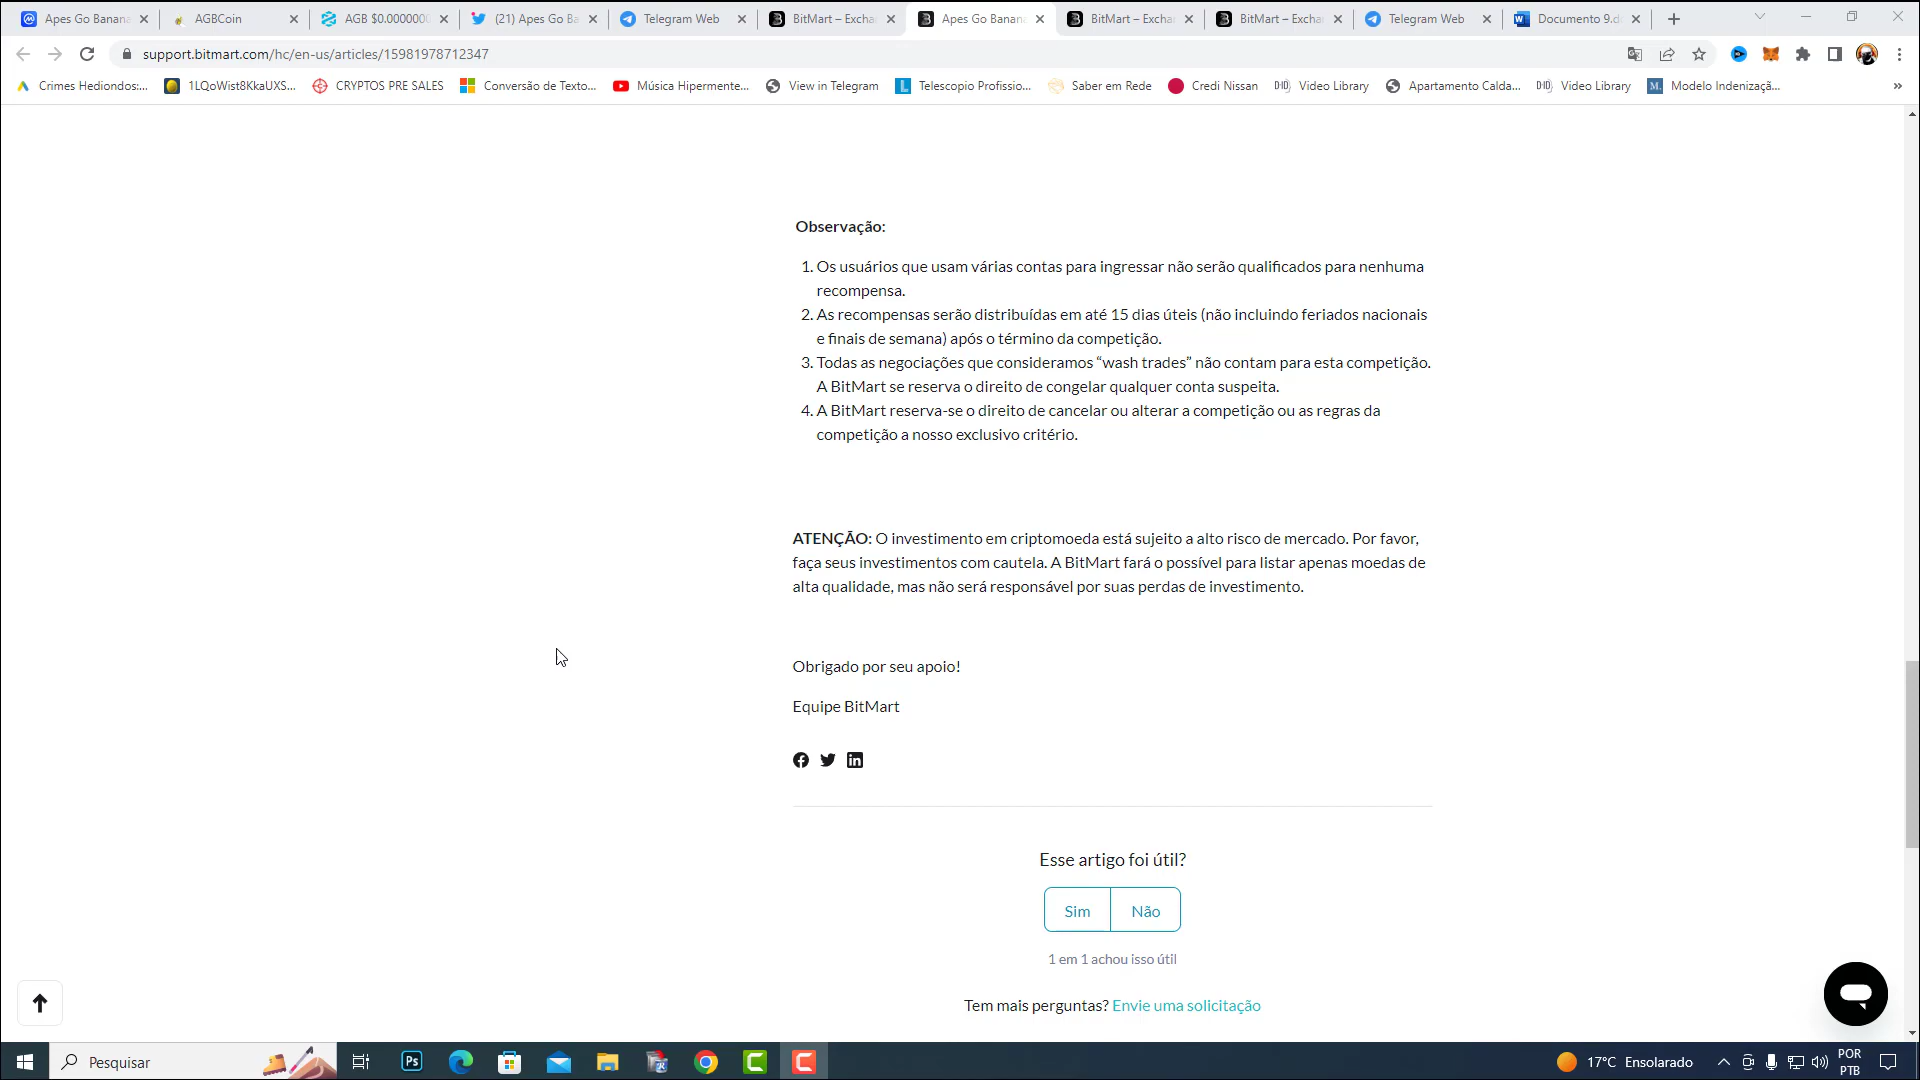 Apes Go Banana
AGBCoin
AGB $0.0000000
(21) Apes Go Ba
Telegram Web
BitMart – Excha
Apes Go Banana
BitMart – Excha
BitMart – Excha
Telegram Web
Documento 9.d
support.bitmart.com/hc/en-us/articles/15981978712347
Crimes Hediondos:...
1LQoWist8KkaUXS...
CRYPTOS PRE SALES
Conversão de Texto...
Música Hipermente...
View in Telegram
Telescopio Profissio...
Saber em Rede
Credi Nissan
Video Library
Apartamento Calda...
Video Library
Modelo Indenizaçã...
Observação:
1. Os usuários que usam várias contas para ingressar não serão qualificados para nenhuma
recompensa.
2. As recompensas serão distribuídas em até 15 dias úteis (não incluindo feriados nacionais
e finais de semana) após o término da competição.
3. Todas as negociações que consideramos “wash trades” não contam para esta competição.
A BitMart se reserva o direito de congelar qualquer conta suspeita.
4. A BitMart reserva-se o direito de cancelar ou alterar a competição ou as regras da
competição a nosso exclusivo critério.
ATENÇÃO: O investimento em criptomoeda está sujeito a alto risco de mercado. Por favor,
faça seus investimentos com cautela. A BitMart fará o possível para listar apenas moedas de
alta qualidade, mas não será responsável por suas perdas de investimento.
Obrigado por seu apoio!
Equipe BitMart
Esse artigo foi útil?
Sim
Não
1 em 1 achou isso útil
Tem mais perguntas? Envie uma solicitação
Pesquisar
Ps
17°C Ensolarado
POR
PTB